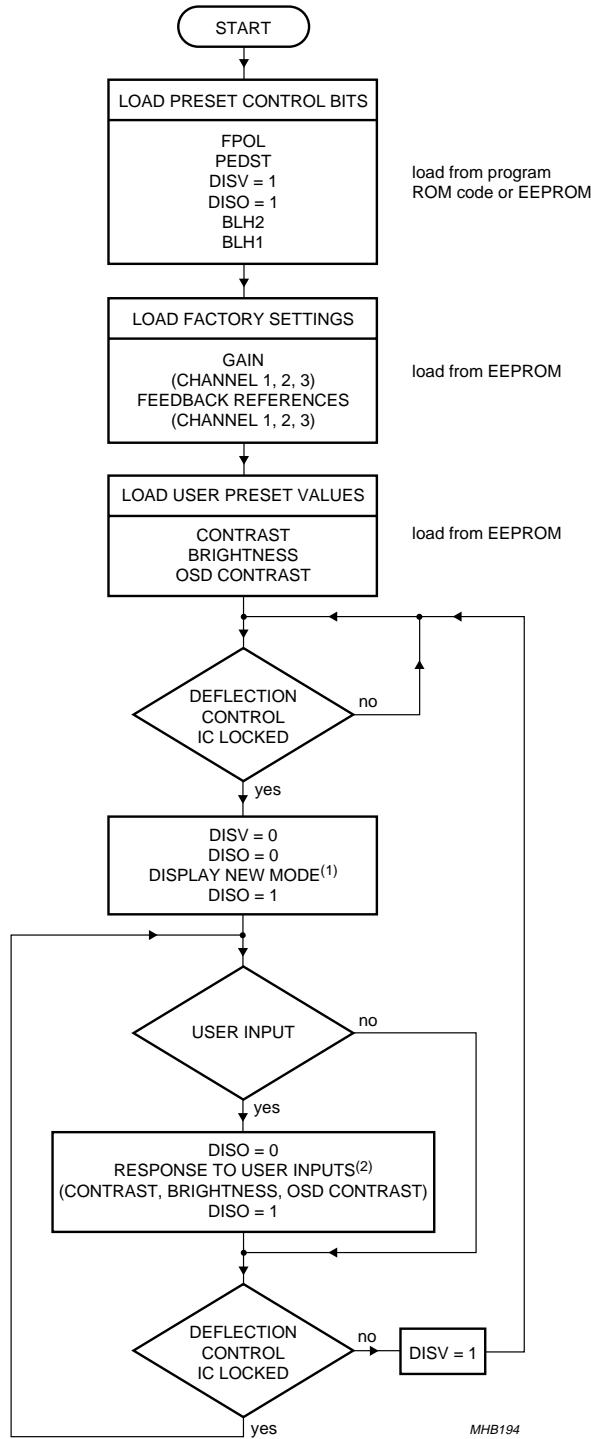 START
LOAD PRESET CONTROL BITS
FPOL
PEDST
DISV = 1
DISO = 1
BLH2
BLH1
load from program
ROM code or EEPROM
LOAD FACTORY SETTINGS
GAIN
(CHANNEL 1, 2, 3)
FEEDBACK REFERENCES
(CHANNEL 1, 2, 3)
load from EEPROM
LOAD USER PRESET VALUES
CONTRAST
BRIGHTNESS
OSD CONTRAST
load from EEPROM
DEFLECTION
CONTROL
IC LOCKED
no
yes
DISV = 0
DISO = 0
DISPLAY NEW MODE(1)
DISO = 1
USER INPUT
no
yes
DISO = 0
RESPONSE TO USER INPUTS(2)
(CONTRAST, BRIGHTNESS, OSD CONTRAST)
DISO = 1
DEFLECTION
CONTROL
IC LOCKED
no
DISV = 1
yes
MHB194